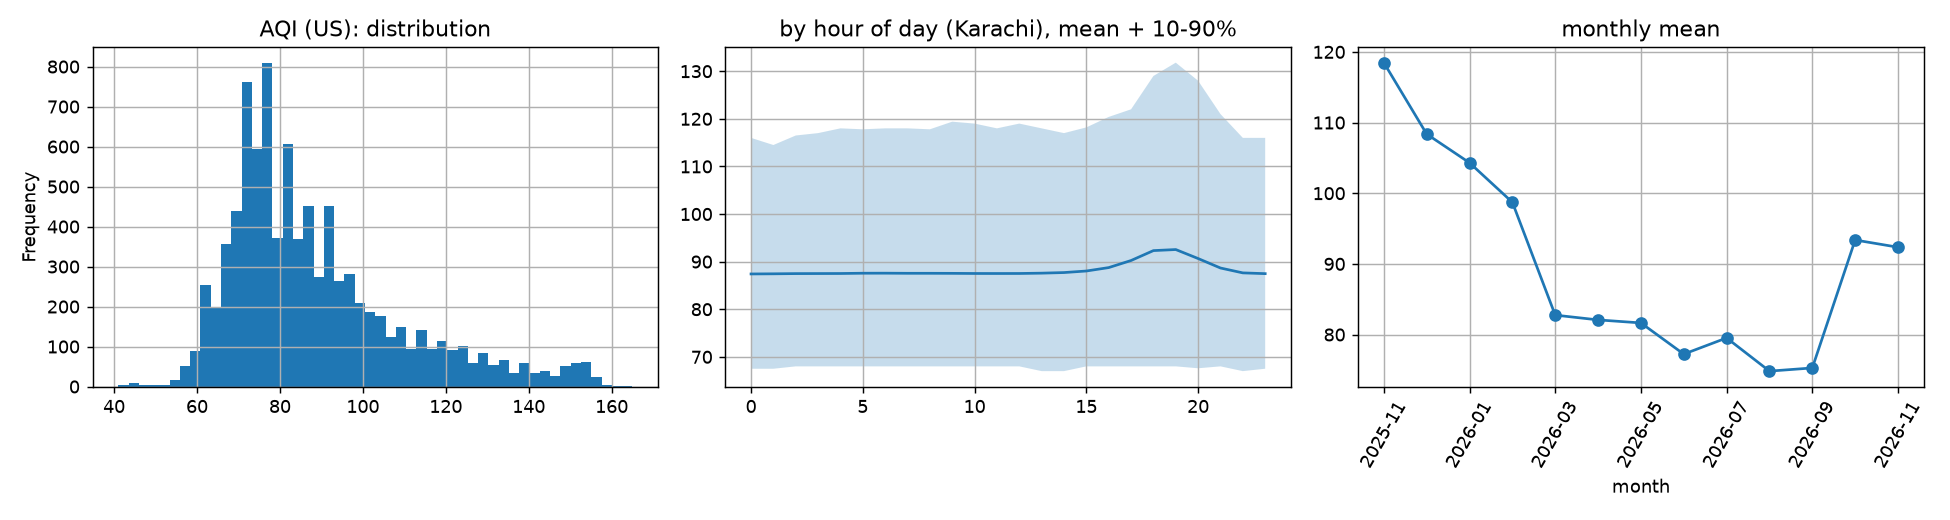 AQI (US): distribution
Frequency
800
700
600
500
400
300
200
100
0
40 60 80 100 120 140 160
by hour of day (Karachi), mean + 10-90%
130
120
110
100
90
80
70
0 5 10 15 20
monthly mean
120
110
100
90
80
2025-11 2026-01 2026-03 2026-05 2026-07 2026-09 2026-11
month